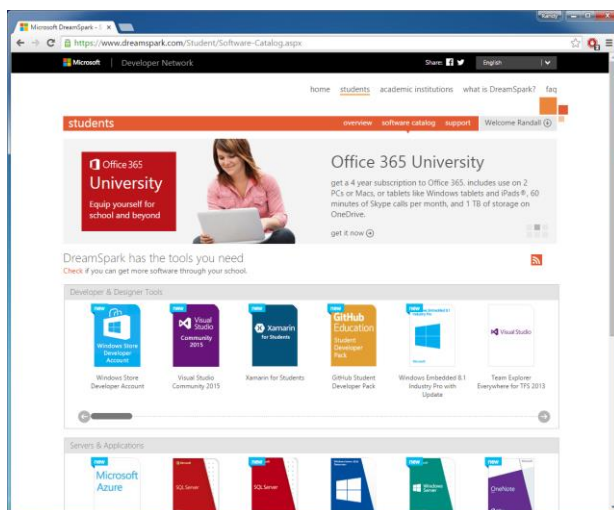 Randy
Microsoft DreamSpark - S
https://www.dreamspark.com/Student/Software-Catalog.aspx
Microsoft | Developer Network
Share:
English
home students academic institutions what is DreamSpark? faq
students
overview software catalog support Welcome Randall
Office 365
University
Equip yourself for
school and beyond
Office 365 University
get a 4 year subscription to Office 365. includes use on 2
PCs or Macs, or tablets like Windows tablets and iPads®, 60
minutes of Skype calls per month, and 1 TB of storage on
OneDrive.
get it now
DreamSpark has the tools you need
Check if you can get more software through your school.
Developer & Designer Tools
new
Windows Store
Developer
Account
Windows Store
Developer Account
new
Visual
Studio
Community
2015
Visual Studio
Community 2015
new
Xamarin
for Students
Xamarin for Students
new
GitHub
Education
Student
Developer
Pack
GitHub Student
Developer Pack
new
Windows Embedded 8.1
Industry Pro with
Update
Visual Studio
Team Explorer
Everywhere for TFS 2013
Servers & Applications
new
Microsoft
Azure
SQL Server
new
SQL Server
new
Windows
Server
new
OneNote